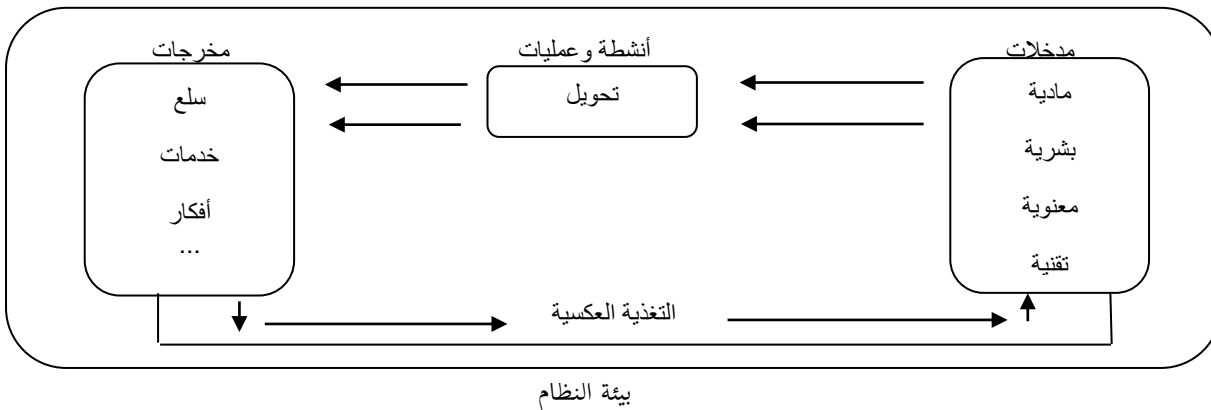 مدخلات
مادية
بشرية
معنوية
تقنية
أنشطة وعمليات
تحويل
مخرجات
سلع
خدمات
أفكار
...
التغذية العكسية
بيئة النظام